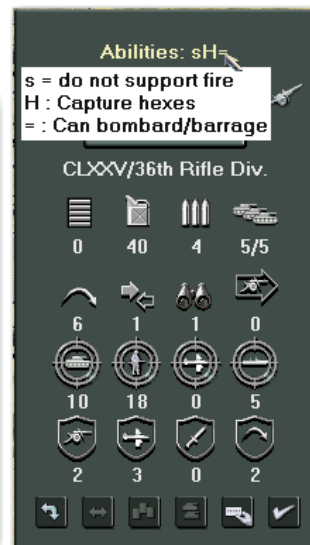 Abilities: sH=
s = do not support fire
H : Capture hexes
= : Can bombard/barrage
CLXXV/36th Rifle Div.
0 40 4 5/5
6 1 1 0
10 18 0 5
2 3 0 2